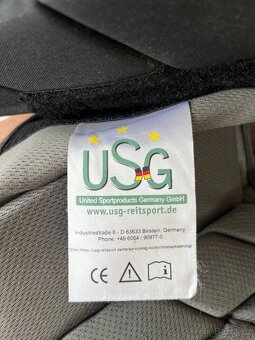 USG
United Sportproducts Germany GmbH
www.usg-reitsport.de
Industriestraße 6 - D 63633 Birstein, Germany
Phone: +49 6054 / 90977-0
CE